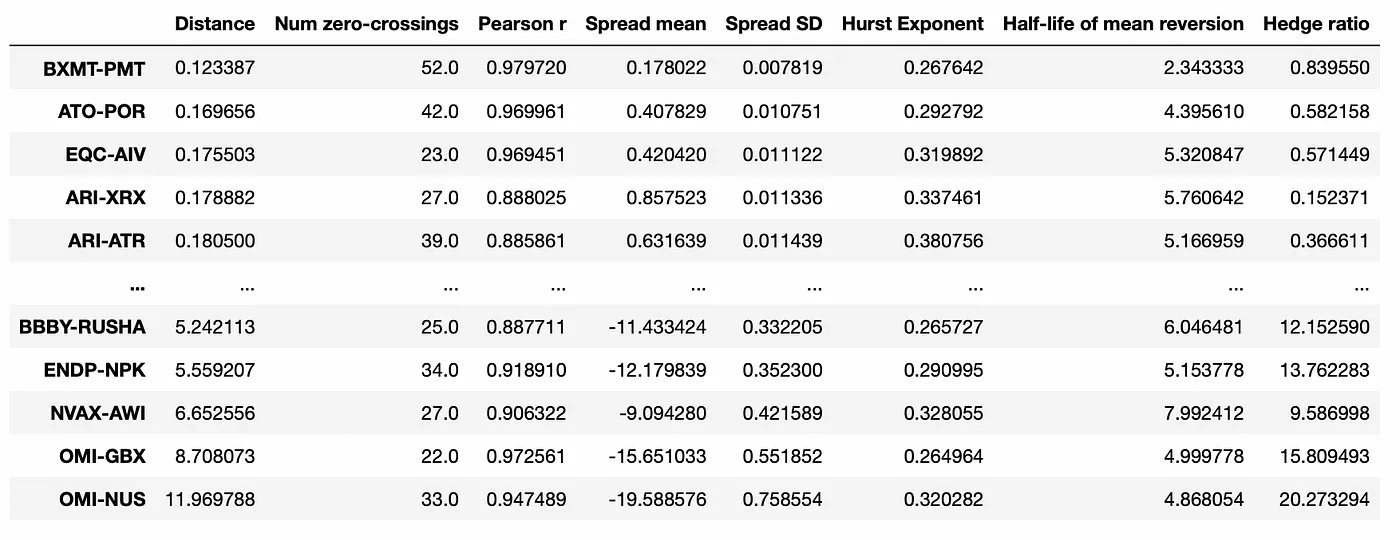 Distance Num zero-crossings Pearson r Spread mean Spread SD Hurst Exponent Half-life of mean reversion Hedge ratio
BXMT-PMT 0.123387 52.0 0.979720 0.178022 0.007819 0.267642 2.343333 0.839550
ATO-POR 0.169656 42.0 0.969961 0.407829 0.010751 0.292792 4.395610 0.582158
EQC-AIV 0.175503 23.0 0.969451 0.420420 0.011122 0.319892 5.320847 0.571449
ARI-XRX 0.178882 27.0 0.888025 0.857523 0.011336 0.337461 5.760642 0.152371
ARI-ATR 0.180500 39.0 0.885861 0.631639 0.011439 0.380756 5.166959 0.366611
... ... ... ... ... ... ... ... ...
BBBY-RUSHA 5.242113 25.0 0.887711 -11.433424 0.332205 0.265727 6.046481 12.152590
ENDP-NPK 5.559207 34.0 0.918910 -12.179839 0.352300 0.290995 5.153778 13.762283
NVAX-AWI 6.652556 27.0 0.906322 -9.094280 0.421589 0.328055 7.992412 9.586998
OMI-GBX 8.708073 22.0 0.972561 -15.651033 0.551852 0.264964 4.999778 15.809493
OMI-NUS 11.969788 33.0 0.947489 -19.588576 0.758554 0.320282 4.868054 20.273294